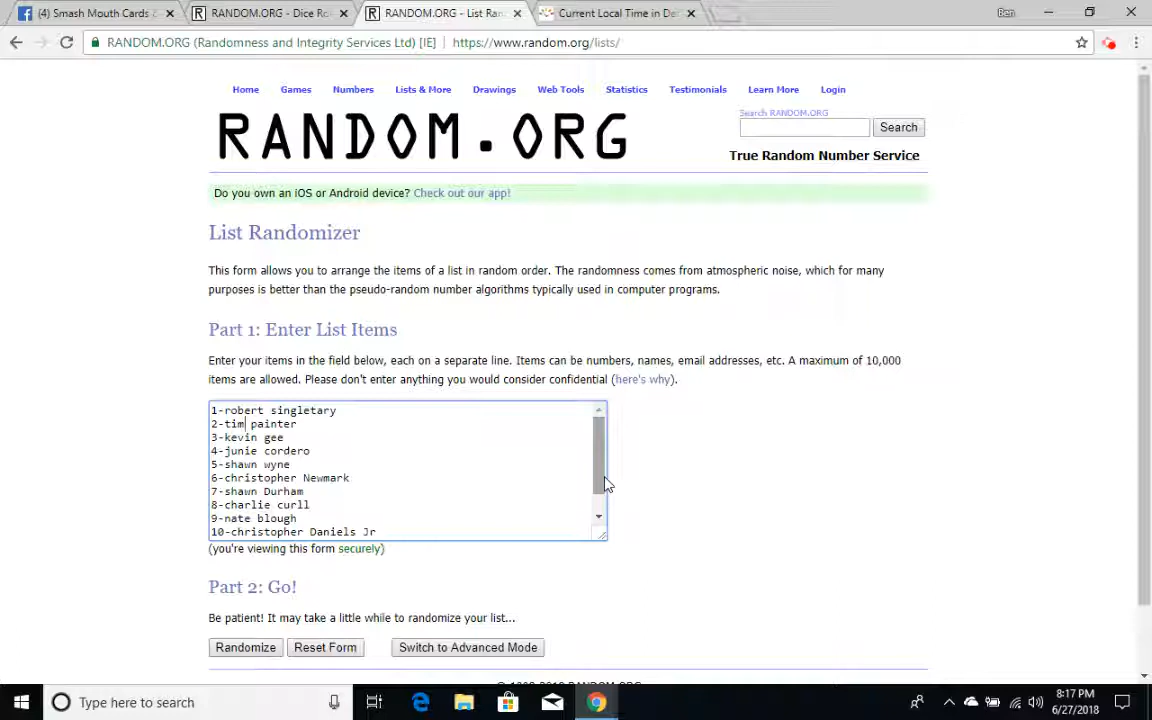 (4) Smash Mouth Cards &
RANDOM.ORG - Dice Ro
RANDOM.ORG - List Ran
Current Local Time in Der
Ben
RANDOM.ORG (Randomness and Integrity Services Ltd) [IE]
https://www.random.org/lists/
Home Games Numbers Lists & More Drawings Web Tools Statistics Testimonials Learn More Login
RANDOM.ORG
Search RANDOM.ORG
Search
True Random Number Service
Do you own an iOS or Android device? Check out our app!
List Randomizer
This form allows you to arrange the items of a list in random order. The randomness comes from atmospheric noise, which for many
purposes is better than the pseudo-random number algorithms typically used in computer programs.
Part 1: Enter List Items
Enter your items in the field below, each on a separate line. Items can be numbers, names, email addresses, etc. A maximum of 10,000
items are allowed. Please don't enter anything you would consider confidential (here's why).
1-robert singletary
2-tim painter
3-kevin gee
4-junie cordero
5-shawn wyne
6-christopher Newmark
7-shawn Durham
8-charlie curll
9-nate blough
10-christopher Daniels Jr
(you're viewing this form securely)
Part 2: Go!
Be patient! It may take a little while to randomize your list...
Randomize Reset Form Switch to Advanced Mode
Type here to search
8:17 PM
6/27/2018